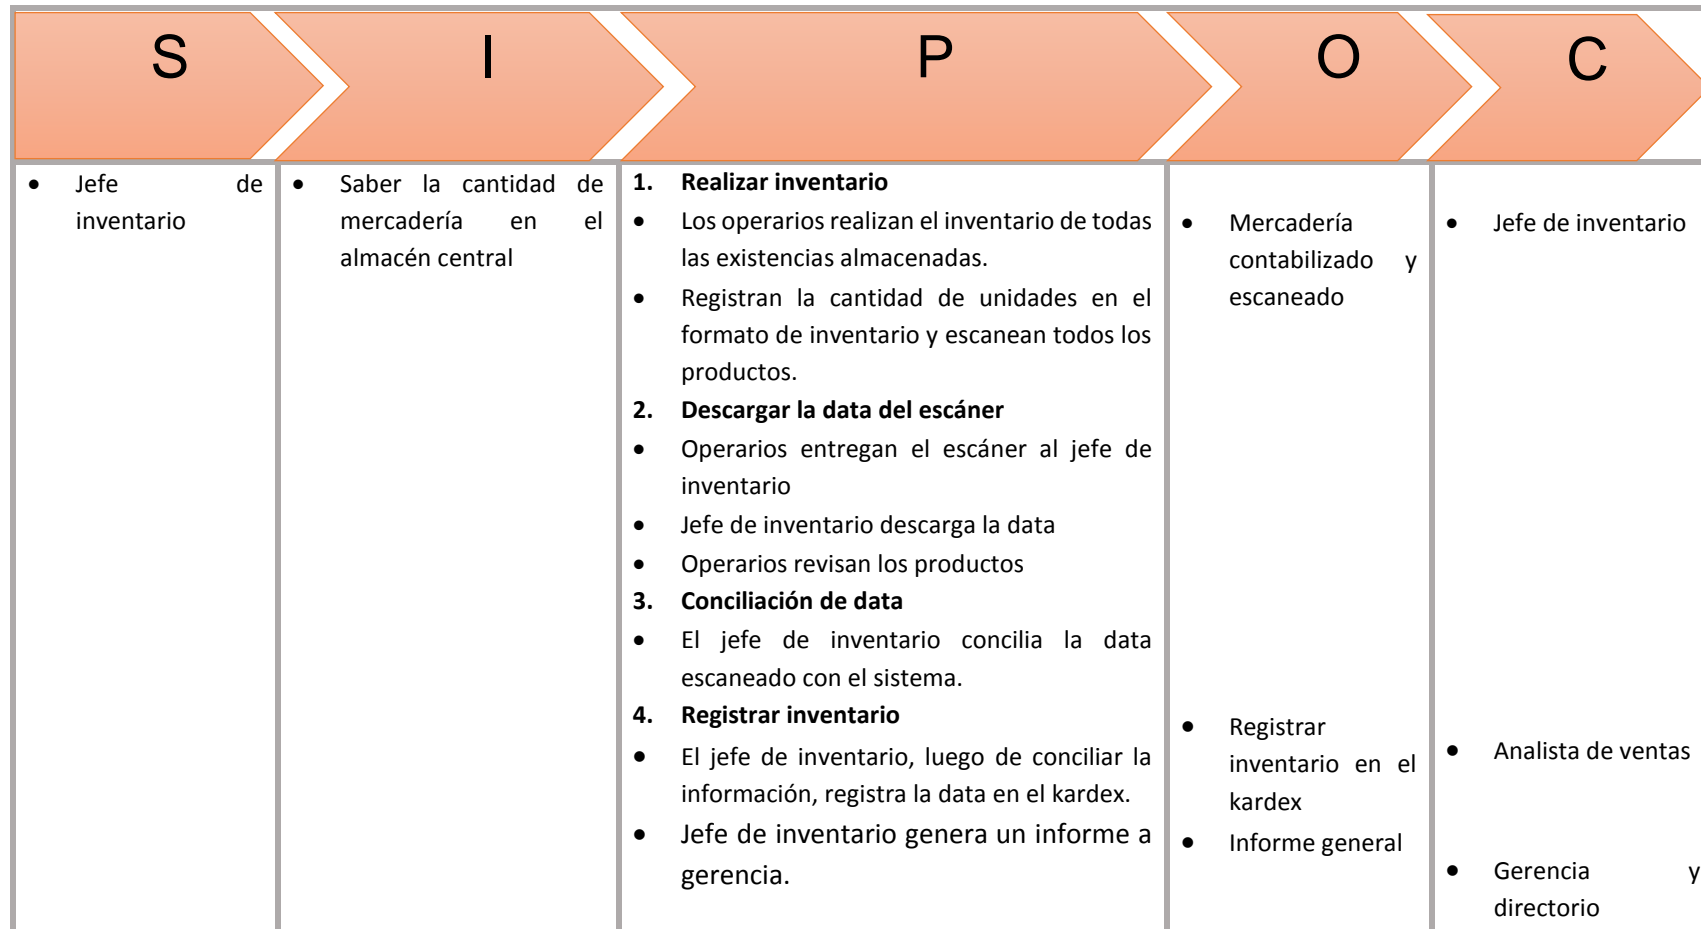 S
I
P
O
C
• Jefe de
inventario
• Saber la cantidad de
mercadería en el
almacén central
1. Realizar inventario
• Los operarios realizan el inventario de todas
las existencias almacenadas.
• Registran la cantidad de unidades en el
formato de inventario y escanean todos los
productos.
2. Descargar la data del escáner
• Operarios entregan el escáner al jefe de
inventario
• Jefe de inventario descarga la data
• Operarios revisan los productos
3. Conciliación de data
• El jefe de inventario concilia la data
escaneado con el sistema.
4. Registrar inventario
• El jefe de inventario, luego de conciliar la
información, registra la data en el kardex.
• Jefe de inventario genera un informe a
gerencia.
• Mercadería
contabilizado y
escaneado
• Registrar
inventario en el
kardex
• Informe general
• Jefe de inventario
• Analista de ventas
• Gerencia y
directorio